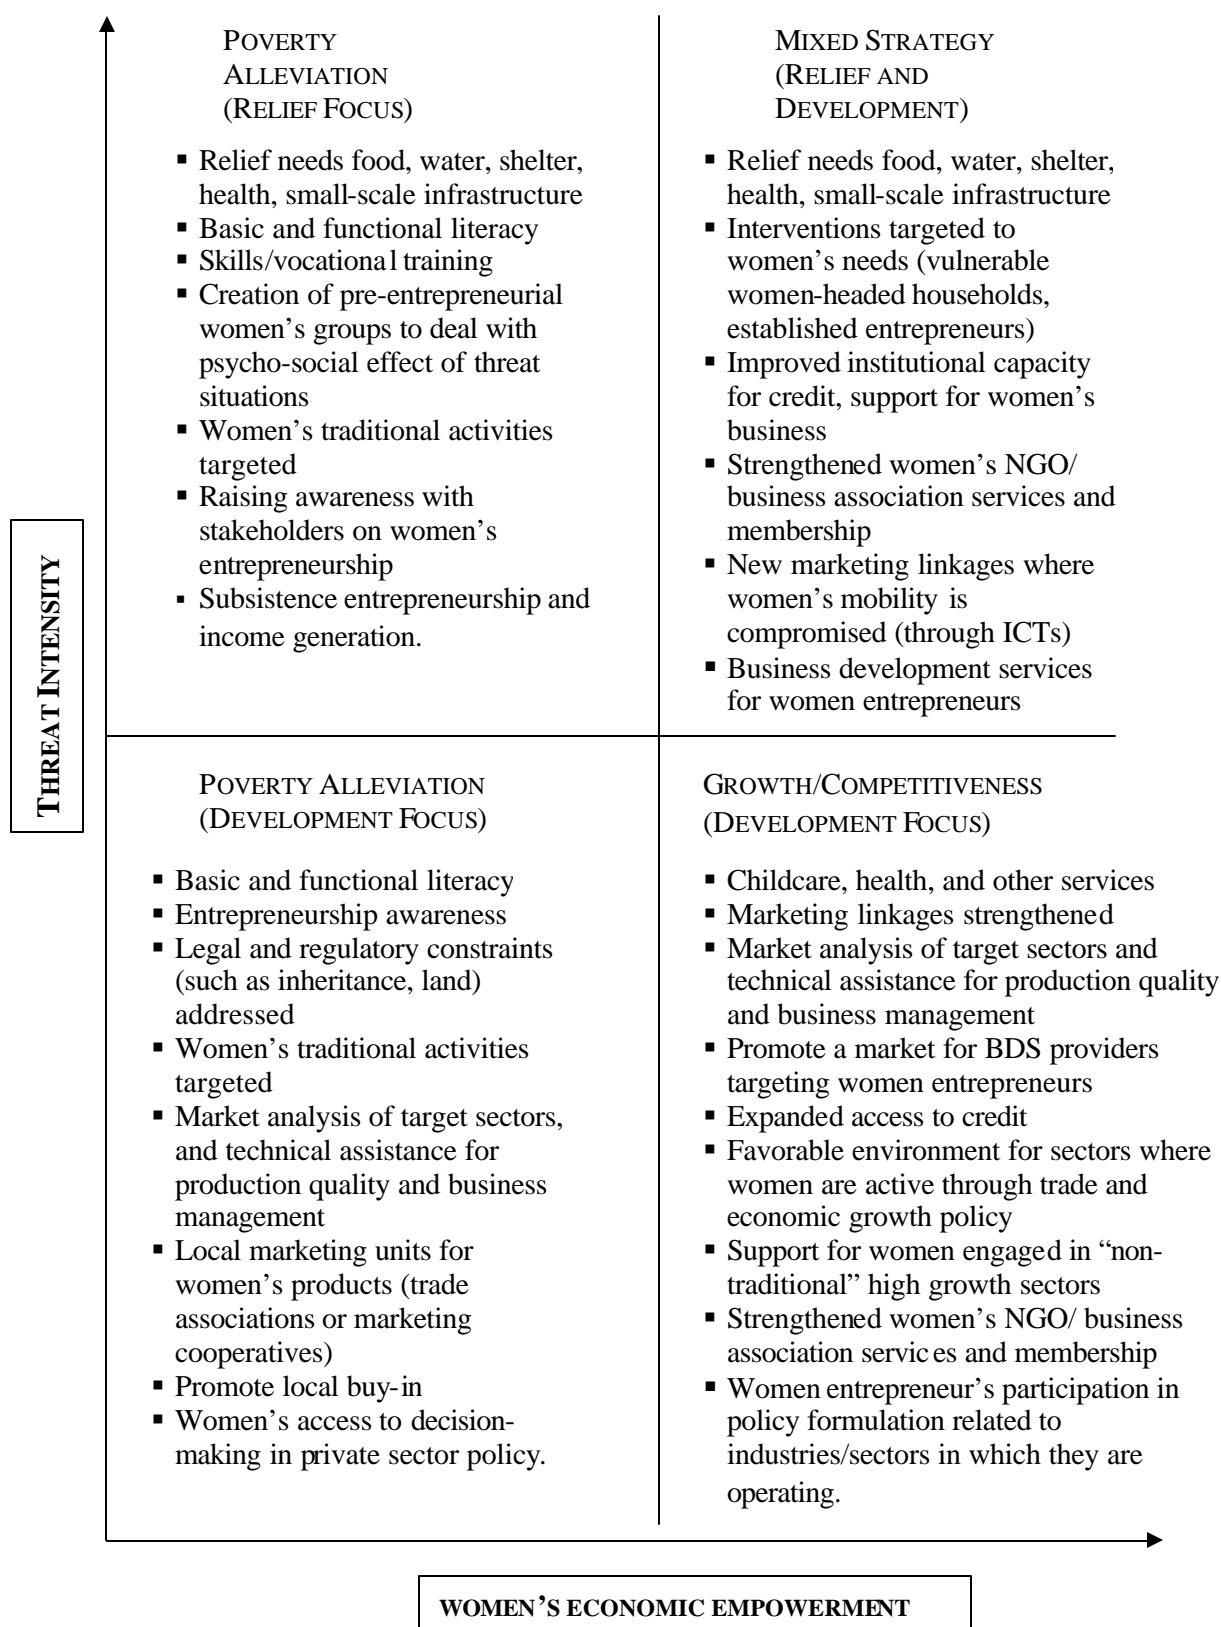 POVERTY
ALLEVIATION
(RELIEF FOCUS)
▪ Relief needs food, water, shelter,
health, small-scale infrastructure
▪ Basic and functional literacy
▪ Skills/vocational training
▪ Creation of pre-entrepreneurial
women’s groups to deal with
psycho-social effect of threat
situations
▪ Women’s traditional activities
targeted
▪ Raising awareness with
stakeholders on women’s
entrepreneurship
▪ Subsistence entrepreneurship and
income generation.
MIXED STRATEGY
(RELIEF AND
DEVELOPMENT)
▪ Relief needs food, water, shelter,
health, small-scale infrastructure
▪ Interventions targeted to
women’s needs (vulnerable
women-headed households,
established entrepreneurs)
▪ Improved institutional capacity
for credit, support for women’s
business
▪ Strengthened women’s NGO/
business association services and
membership
▪ New marketing linkages where
women’s mobility is
compromised (through ICTs)
▪ Business development services
for women entrepreneurs
THREAT INTENSITY
POVERTY ALLEVIATION
(DEVELOPMENT FOCUS)
▪ Basic and functional literacy
▪ Entrepreneurship awareness
▪ Legal and regulatory constraints
(such as inheritance, land)
addressed
▪ Women’s traditional activities
targeted
▪ Market analysis of target sectors,
and technical assistance for
production quality and business
management
▪ Local marketing units for
women’s products (trade
associations or marketing
cooperatives)
▪ Promote local buy-in
▪ Women’s access to decision-
making in private sector policy.
GROWTH/COMPETITIVENESS
(DEVELOPMENT FOCUS)
▪ Childcare, health, and other services
▪ Marketing linkages strengthened
▪ Market analysis of target sectors and
technical assistance for production quality
and business management
▪ Promote a market for BDS providers
targeting women entrepreneurs
▪ Expanded access to credit
▪ Favorable environment for sectors where
women are active through trade and
economic growth policy
▪ Support for women engaged in “non-
traditional” high growth sectors
▪ Strengthened women’s NGO/ business
association services and membership
▪ Women entrepreneur’s participation in
policy formulation related to
industries/sectors in which they are
operating.
WOMEN’S ECONOMIC EMPOWERMENT